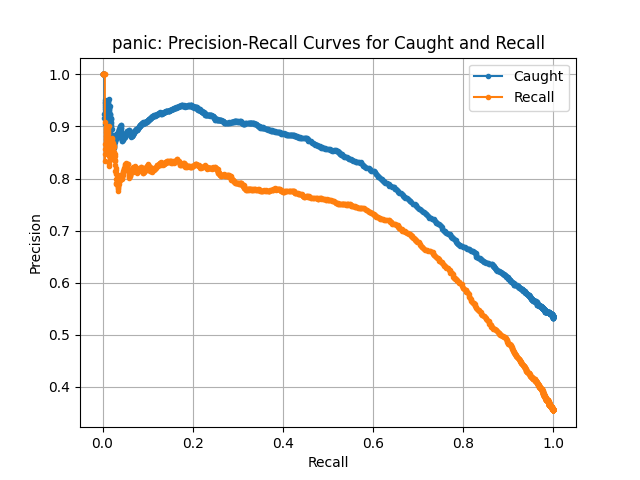 panic: Precision-Recall Curves for Caught and Recall
Caught
Recall
Precision
1.0
0.9
0.8
0.7
0.6
0.5
0.4
0.0 0.2 0.4 0.6 0.8 1.0
Recall